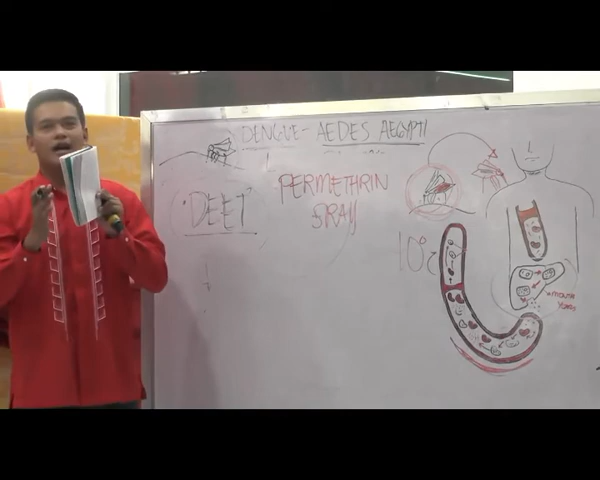 DENGUE - AEDES AEGYPTI
DEET
PERMETHRIN
SPRAY
10°C